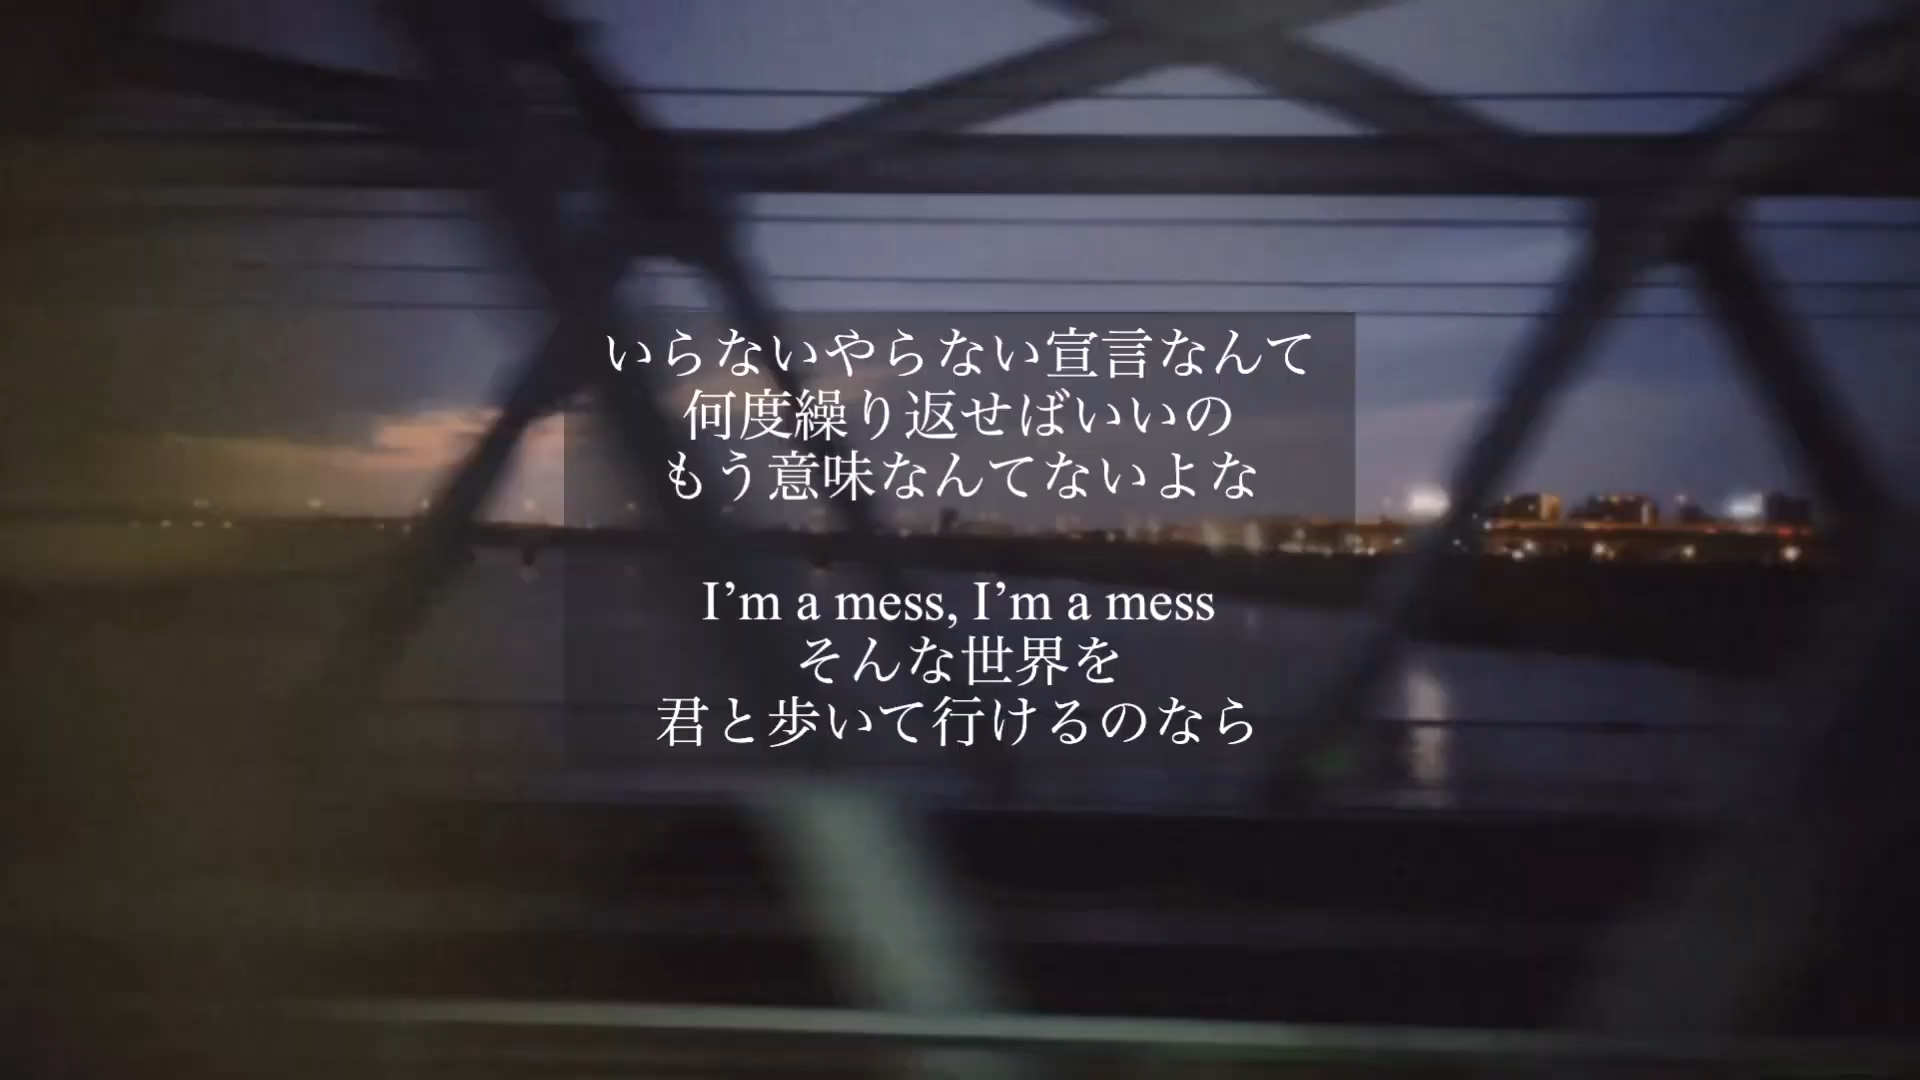 いらないやらない宣言なんて
何度繰り返せばいいの
もう意味なんてないよな
I’m a mess, I’m a mess
そんな世界を
君と歩いて行けるのなら